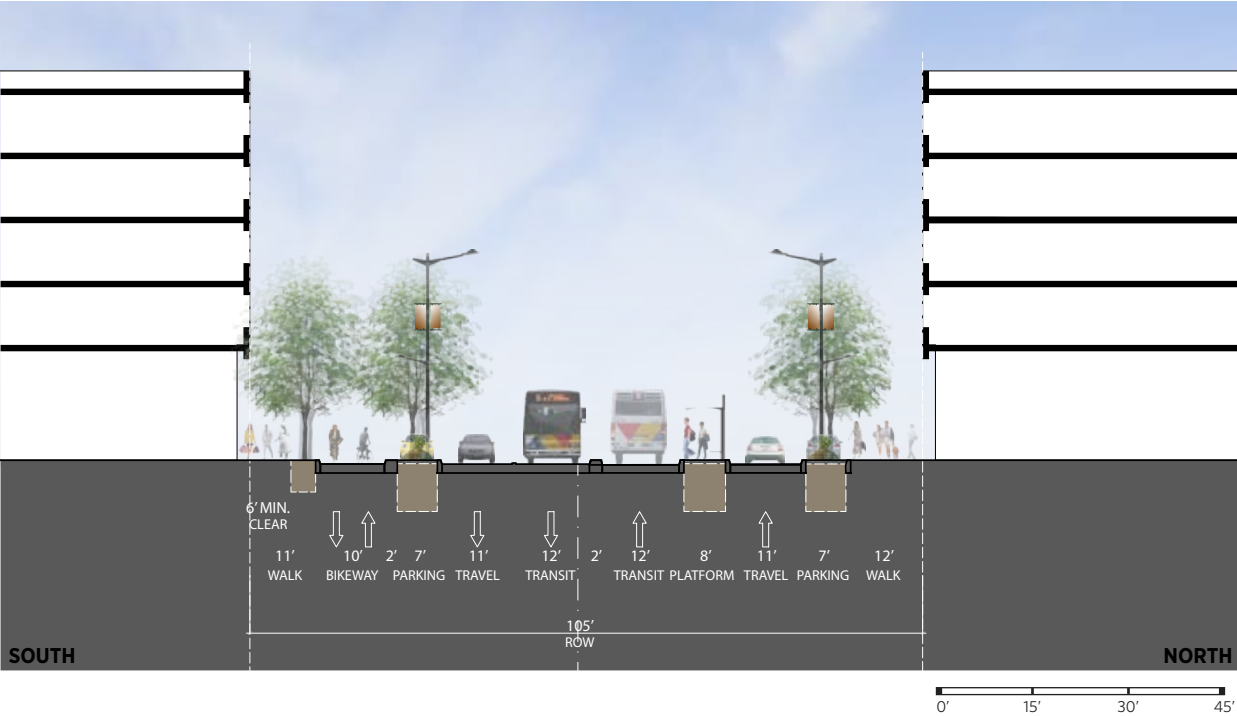 6’ MIN.
CLEAR
11’ 10’ 2’ 7’ 11’ 12’ 2’ 12’ 8’ 11’ 7’ 12’
WALK BIKEWAY PARKING TRAVEL TRANSIT TRANSIT PLATFORM TRAVEL PARKING WALK
105’
ROW
SOUTH NORTH
0’ 15’ 30’ 45’